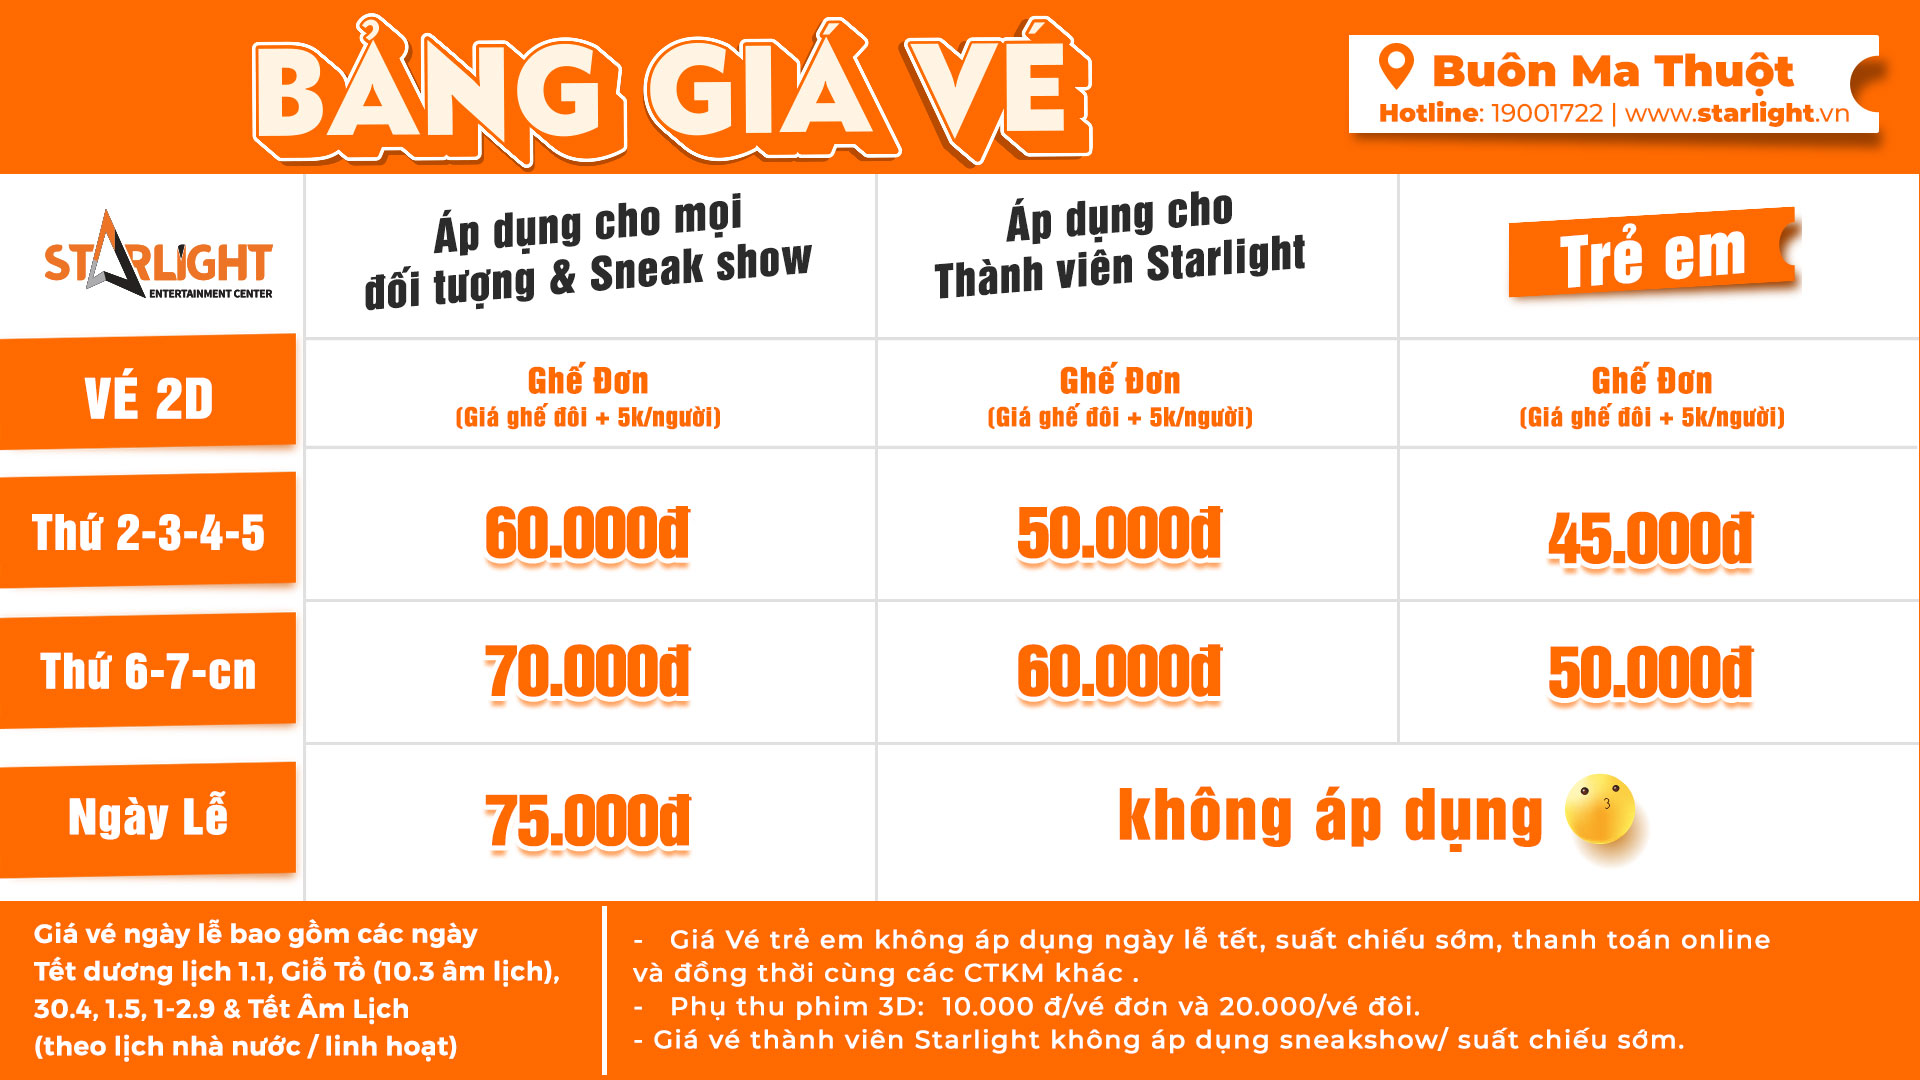 BẢNG GIÁ VÉ
Buôn Ma Thuột
Hotline: 19001722 | www.starlight.vn
STARLIGHT
ENTERTAINMENT CENTER
Áp dụng cho mọi
đối tượng & Sneak show
Áp dụng cho
Thành viên Starlight
Trẻ em
VÉ 2D
Ghế Đơn
(Giá ghế đôi + 5k/người)
Ghế Đơn
(Giá ghế đôi + 5k/người)
Ghế Đơn
(Giá ghế đôi + 5k/người)
Thứ 2-3-4-5
60.000đ
50.000đ
45.000đ
Thứ 6-7-cn
70.000đ
60.000đ
50.000đ
Ngày Lễ
75.000đ
không áp dụng
Giá vé ngày lễ bao gồm các ngày
Tết dương lịch 1.1, Giỗ Tổ (10.3 âm lịch),
30.4, 1.5, 1-2.9 & Tết Âm Lịch
(theo lịch nhà nước / linh hoạt)
- Giá Vé trẻ em không áp dụng ngày lễ tết, suất chiếu sớm, thanh toán online
và đồng thời cùng các CTKM khác .
- Phụ thu phim 3D: 10.000 đ/vé đơn và 20.000/vé đôi.
- Giá vé thành viên Starlight không áp dụng sneakshow/ suất chiếu sớm.